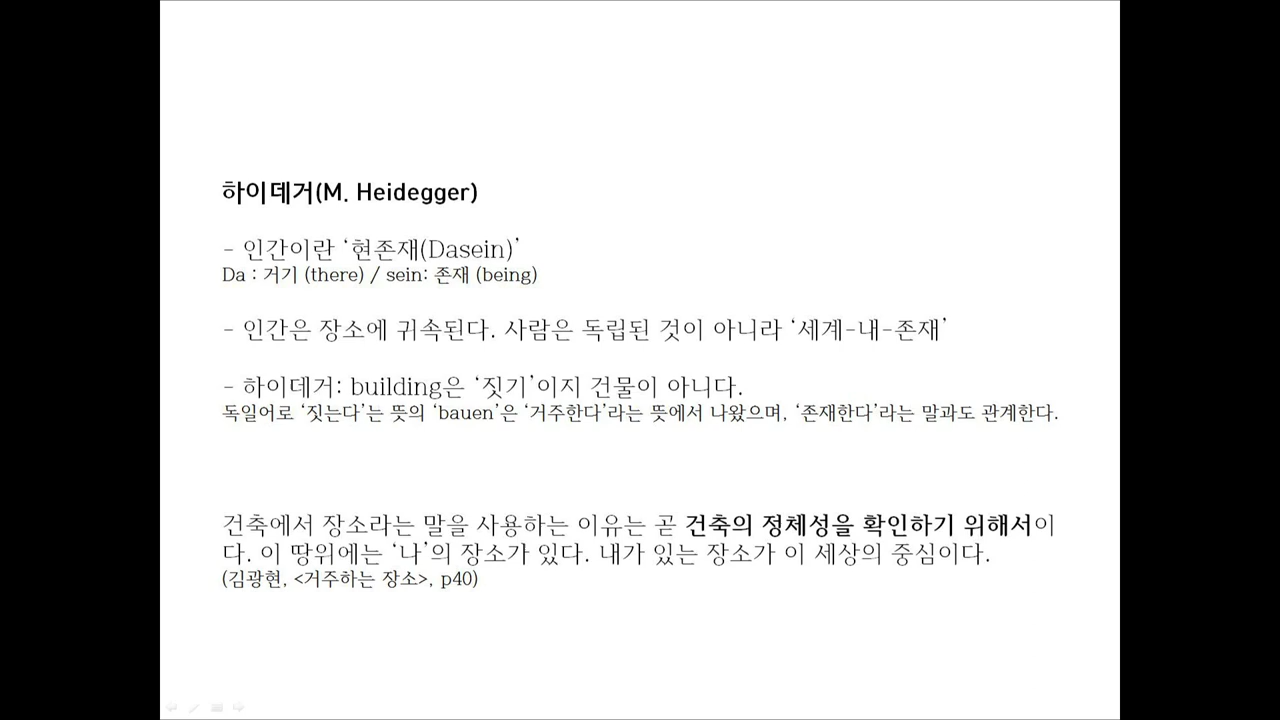 하이데거(M. Heidegger)
- 인간이란 ‘현존재(Dasein)’
Da : 거기 (there) / sein: 존재 (being)
- 인간은 장소에 귀속된다. 사람은 독립된 것이 아니라 ‘세계-내-존재’
- 하이데거: building은 ‘짓기’이지 건물이 아니다.
독일어로 ‘짓는다’는 뜻의 ‘bauen’은 ‘거주한다’라는 뜻에서 나왔으며, ‘존재한다’라는 말과도 관계한다.
건축에서 장소라는 말을 사용하는 이유는 곧 건축의 정체성을 확인하기 위해서이
다. 이 땅위에는 ‘나’의 장소가 있다. 내가 있는 장소가 이 세상의 중심이다.
(김광현, <거주하는 장소>, p40)